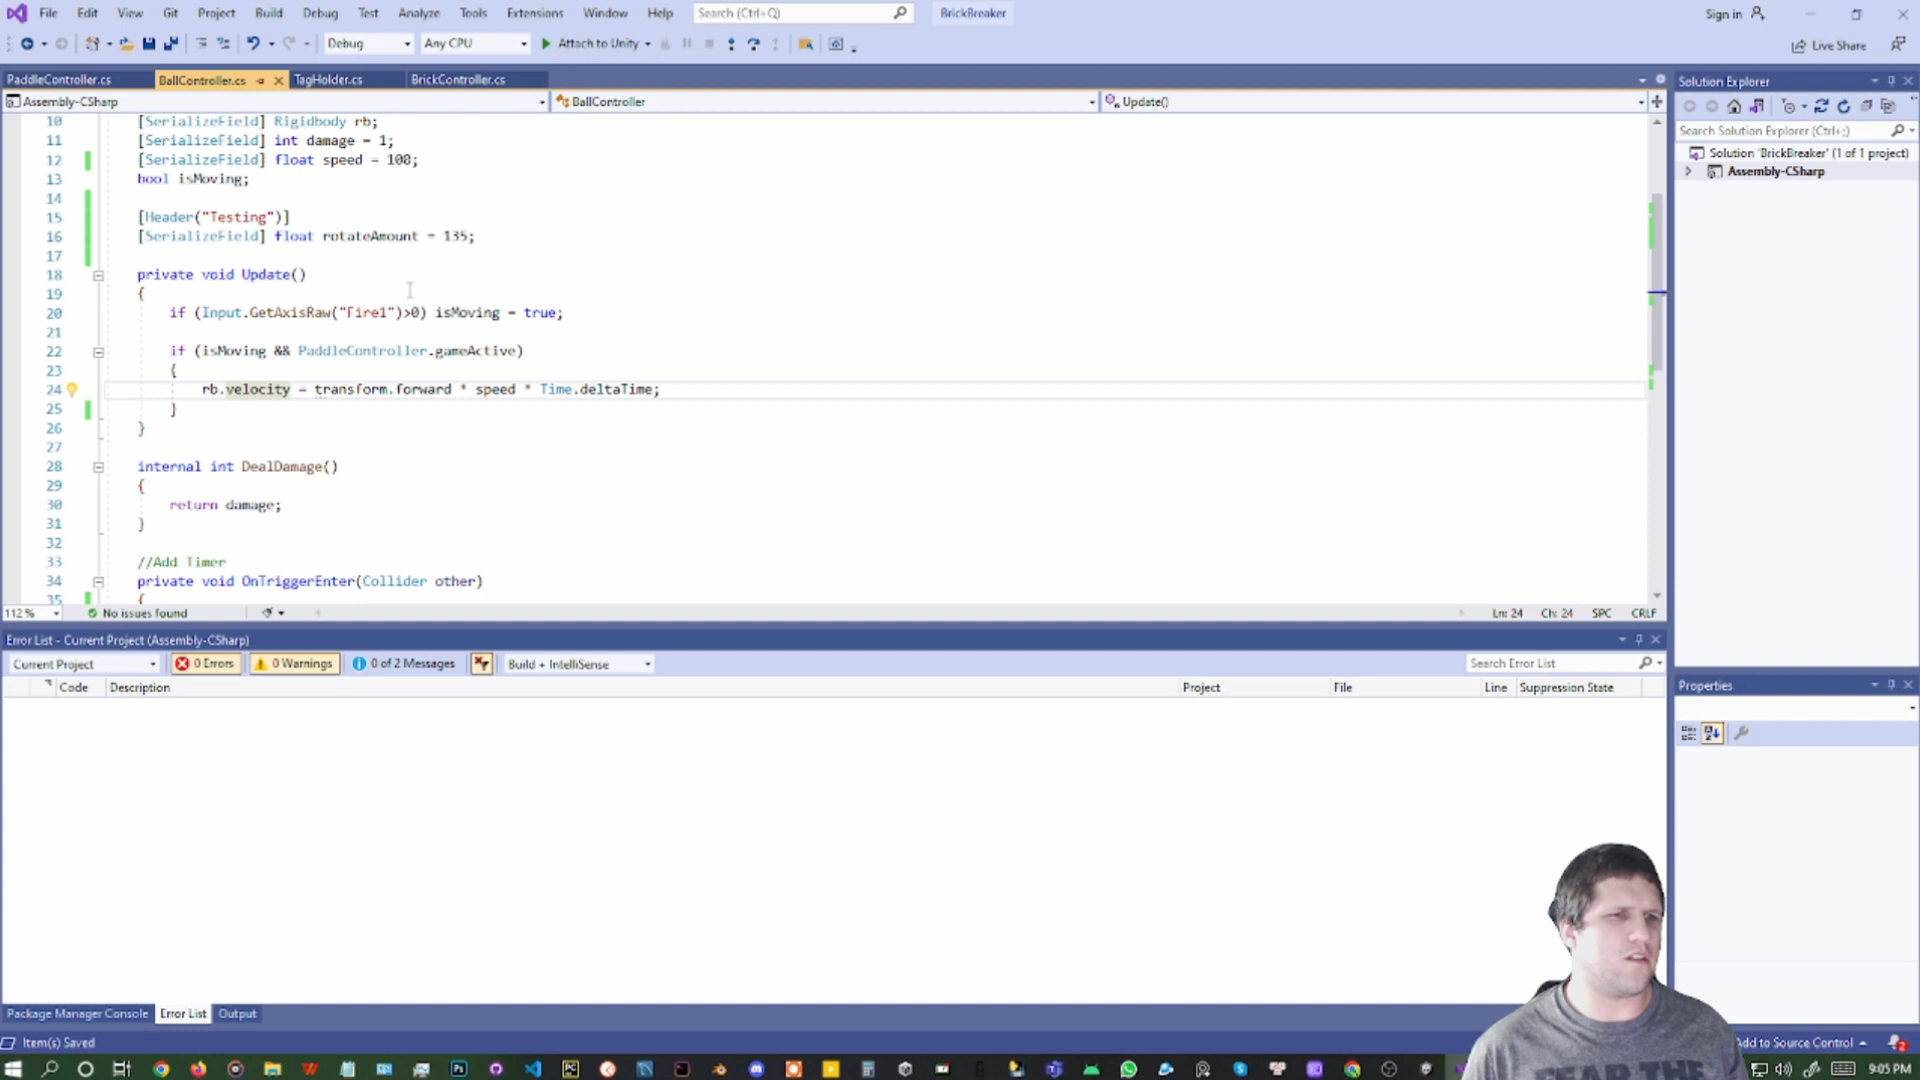 File Edit View Git Project Build Debug Test Analyze Tools Extensions Window Help Search (Ctrl+Q) BrickBreaker Sign in
Debug Any CPU Attach to Unity Live Share
PaddleController.cs BallController.cs TagHolder.cs BrickController.cs
Assembly-CSharp BallController Update()
10 [SerializeField] Rigidbody rb;
11 [SerializeField] int damage = 1;
12 [SerializeField] float speed = 100;
13 bool isMoving;
14
15 [Header("Testing")]
16 [SerializeField] float rotateAmount = 135;
17
18 private void Update()
19 {
20 if (Input.GetAxisRaw("Fire1")>0) isMoving = true;
21
22 if (isMoving && PaddleController.gameActive)
23 {
24 rb.velocity = transform.forward * speed * Time.deltaTime;
25 }
26 }
27
28 internal int DealDamage()
29 {
30 return damage;
31 }
32
33 //Add Timer
34 private void OnTriggerEnter(Collider other)
35 {
112 % No issues found Ln: 24 Ch: 24 SPC CRLF
Solution Explorer
Search Solution Explorer (Ctrl+;)
Solution 'BrickBreaker' (1 of 1 project)
Assembly-CSharp
Error List - Current Project (Assembly-CSharp)
Current Project 0 Errors 0 Warnings 0 of 2 Messages Build + IntelliSense Search Error List
Code Description Project File Line Suppression State
Properties
Package Manager Console Error List Output
Item(s) Saved Add to Source Control 2
FEAR THE
9:05 PM